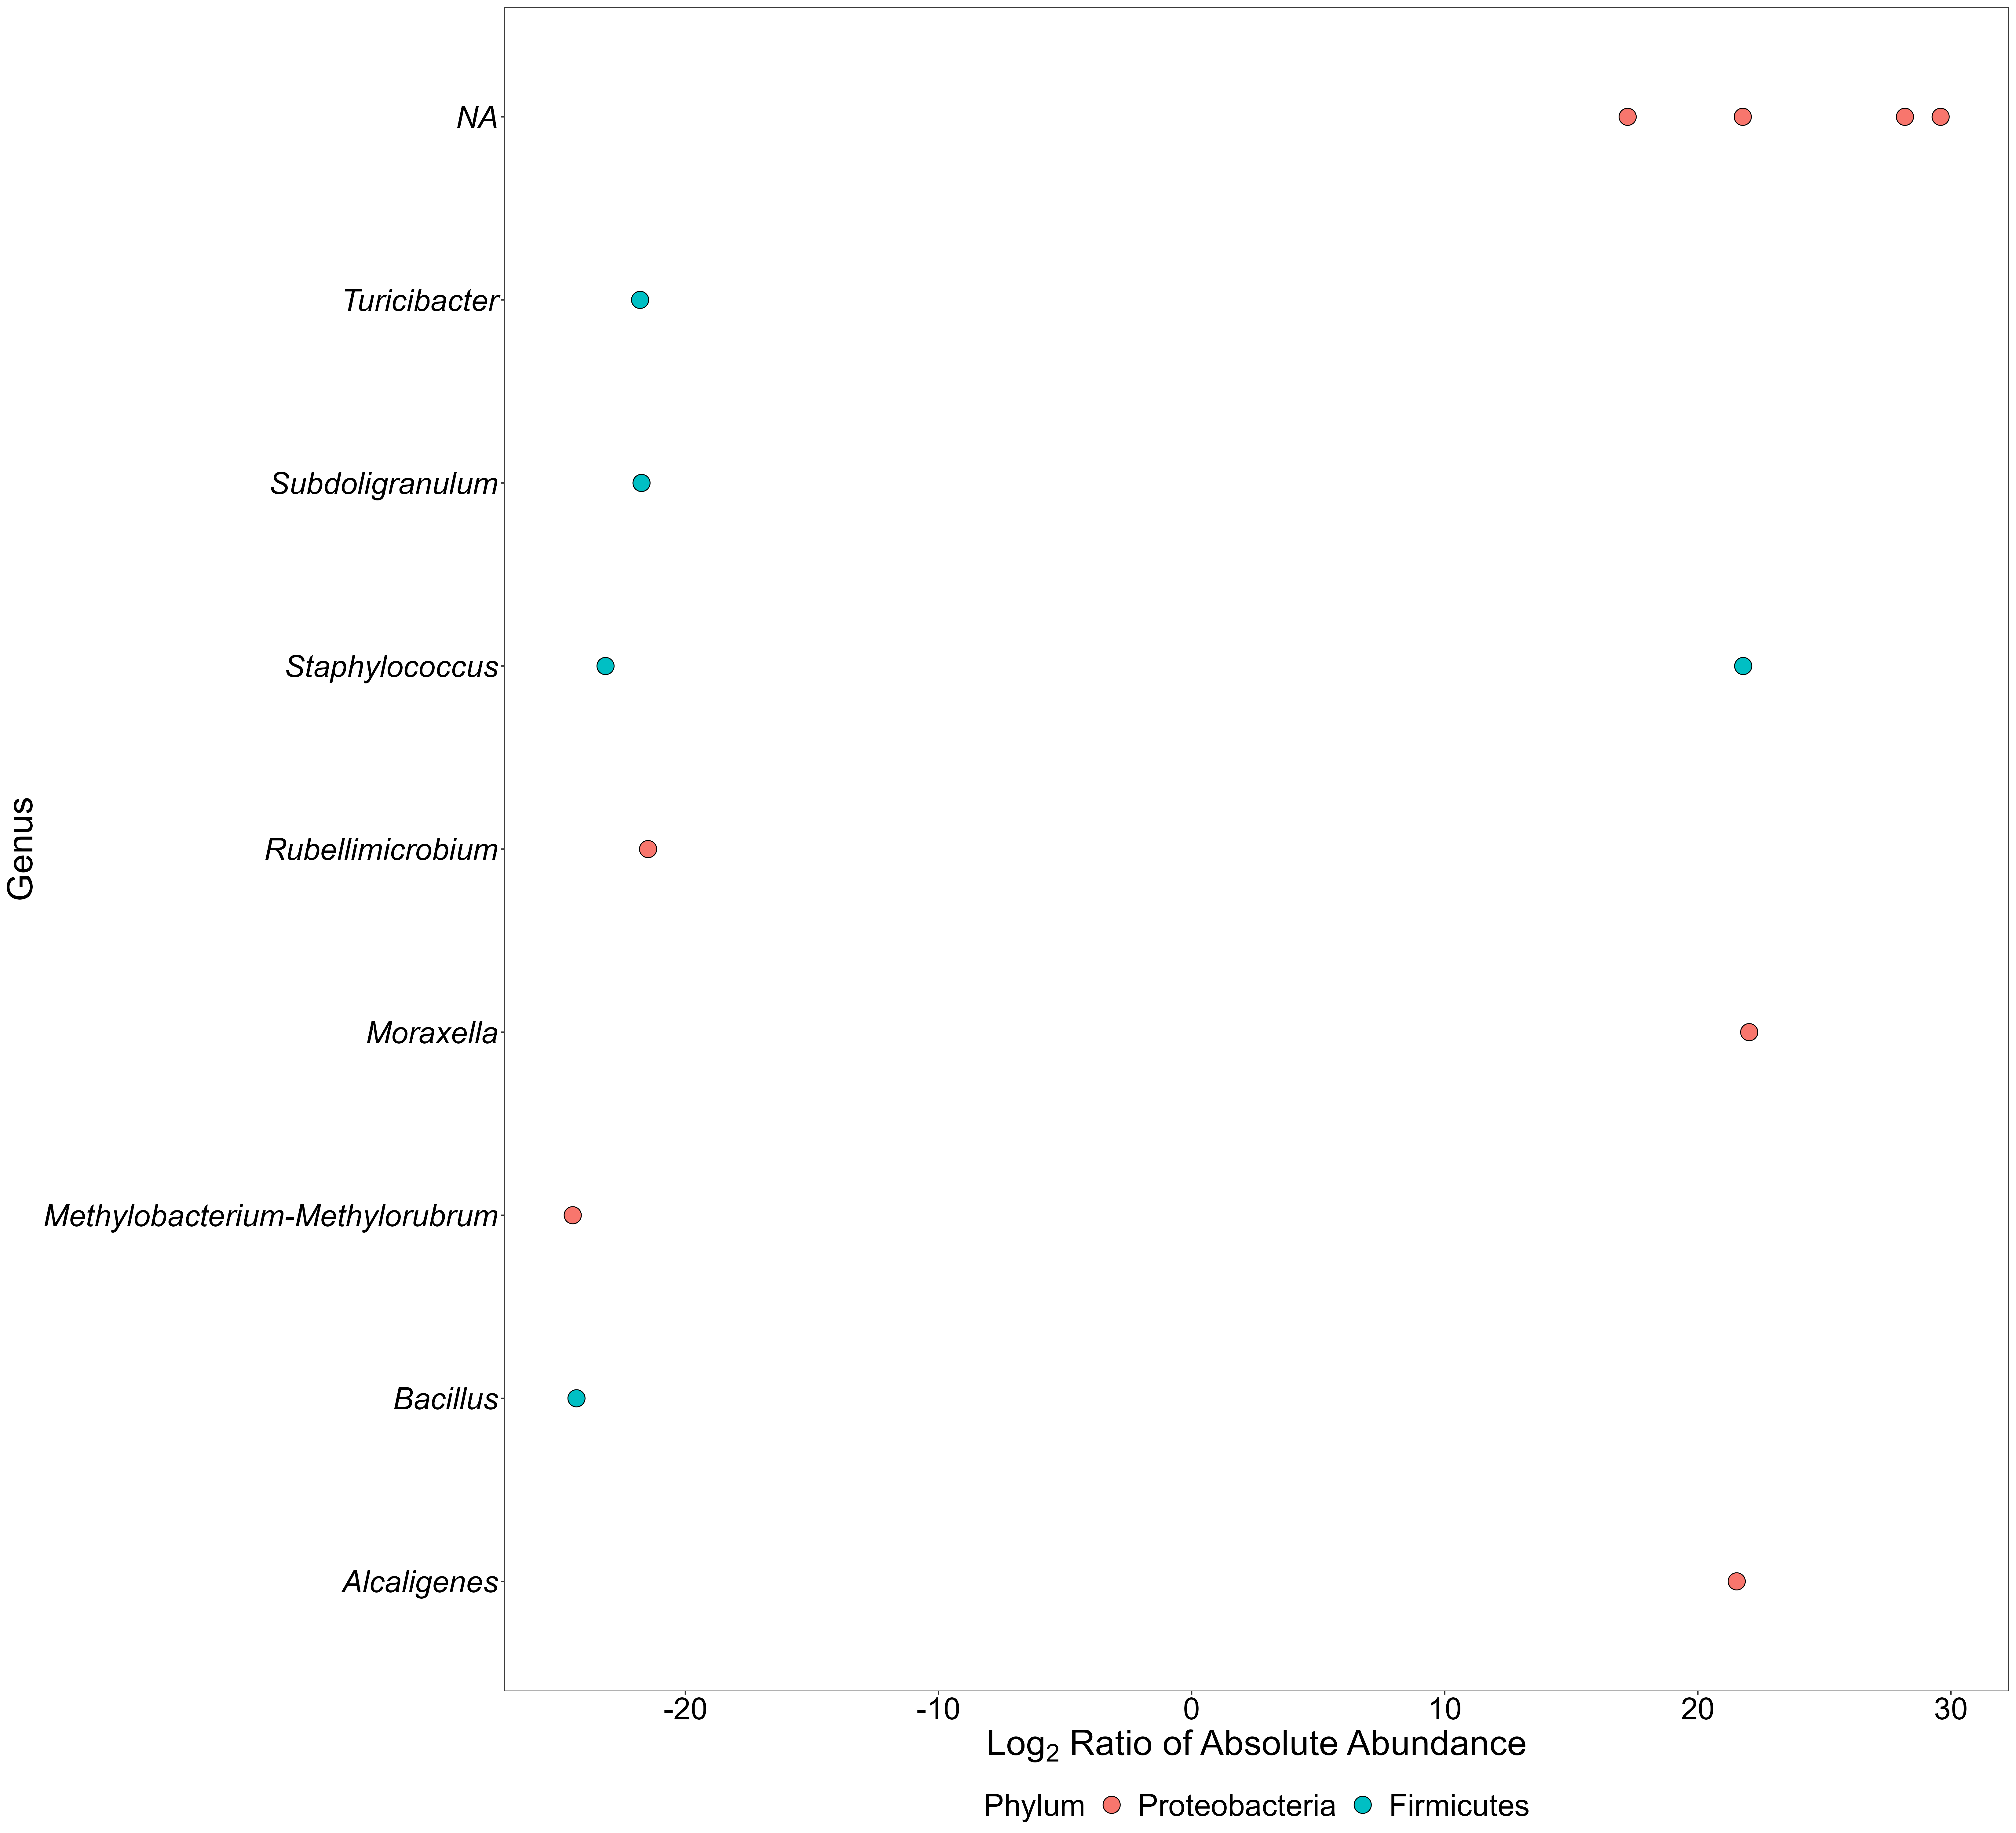 NA
Turicibacter
Subdoligranulum
Staphylococcus
Rubellimicrobium
Moraxella
Methylobacterium-Methylorubrum
Bacillus
Alcaligenes
Genus
-20 -10 0 10 20 30
Log₂ Ratio of Absolute Abundance
Phylum Proteobacteria Firmicutes